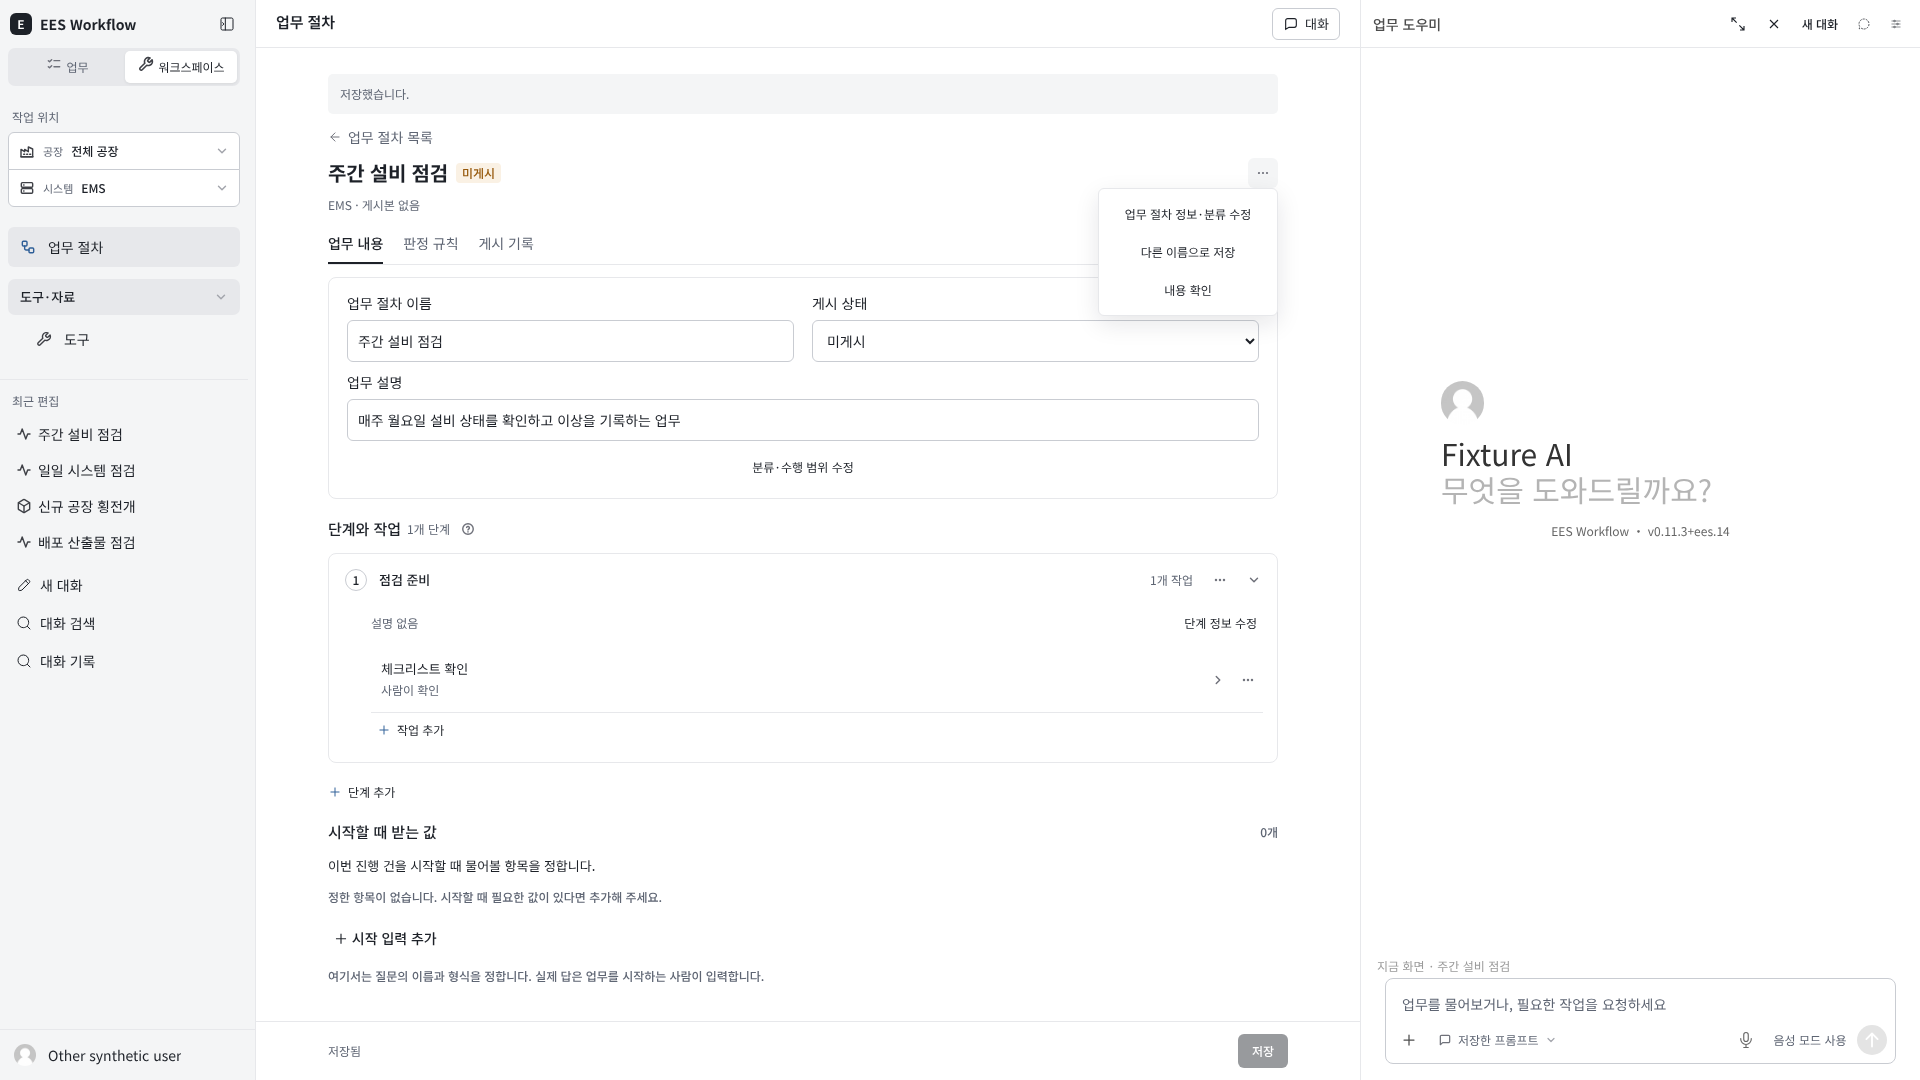 E EES Workflow
업무
워크스페이스
작업 위치
공장 전체 공장
시스템 EMS
업무 절차
도구·자료
도구
최근 편집
주간 설비 점검
일일 시스템 점검
신규 공장 횡전개
배포 산출물 점검
새 대화
대화 검색
대화 기록
Other synthetic user
업무 절차
대화
저장했습니다.
업무 절차 목록
주간 설비 점검 미게시
EMS · 게시본 없음
업무 절차 정보·분류 수정
다른 이름으로 저장
내용 확인
업무 내용 판정 규칙 게시 기록
업무 절차 이름
주간 설비 점검
게시 상태
미게시
업무 설명
매주 월요일 설비 상태를 확인하고 이상을 기록하는 업무
분류·수행 범위 수정
단계와 작업 1개 단계
1 점검 준비 1개 작업
설명 없음 단계 정보 수정
체크리스트 확인
사람이 확인
작업 추가
단계 추가
시작할 때 받는 값 0개
이번 진행 건을 시작할 때 물어볼 항목을 정합니다.
정한 항목이 없습니다. 시작할 때 필요한 값이 있다면 추가해 주세요.
시작 입력 추가
여기서는 질문의 이름과 형식을 정합니다. 실제 답은 업무를 시작하는 사람이 입력합니다.
저장됨 저장
업무 도우미 새 대화
Fixture AI
무엇을 도와드릴까요?
EES Workflow • v0.11.3+ees.14
지금 화면 · 주간 설비 점검
업무를 물어보거나, 필요한 작업을 요청하세요
저장한 프롬프트 음성 모드 사용